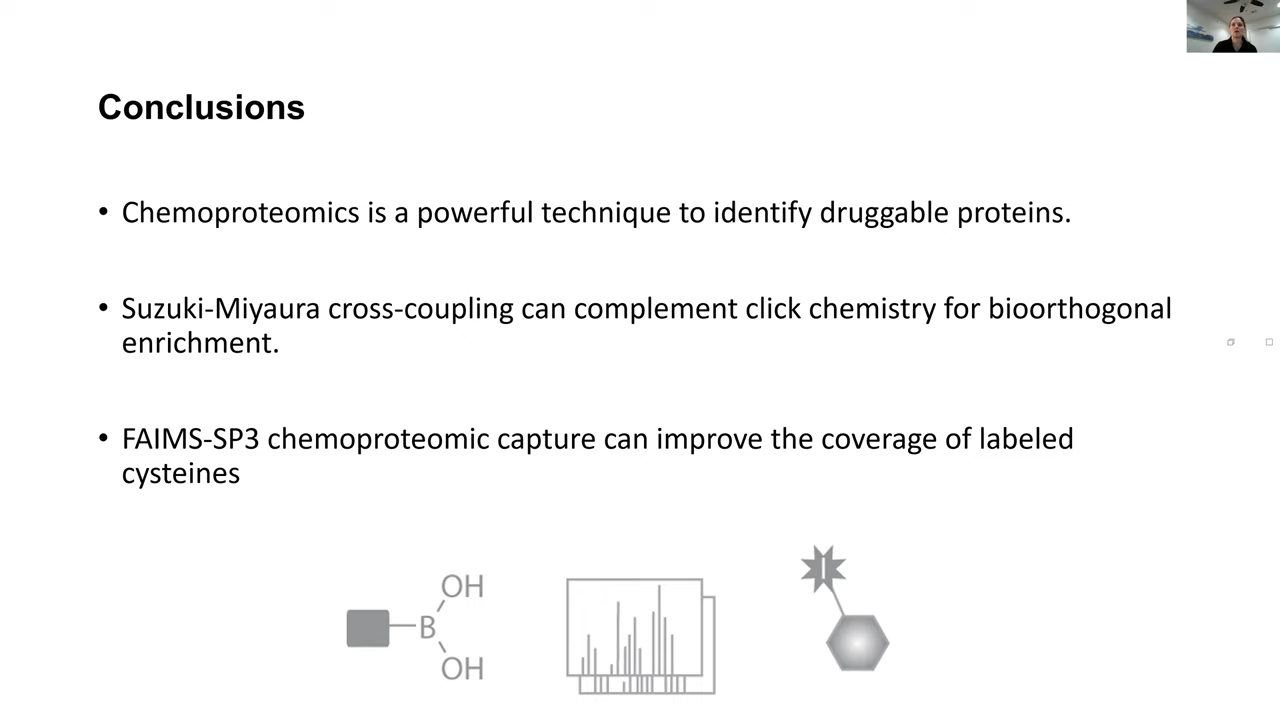 Conclusions
• Chemoproteomics is a powerful technique to identify druggable proteins.
• Suzuki-Miyaura cross-coupling can complement click chemistry for bioorthogonal
enrichment.
• FAIMS-SP3 chemoproteomic capture can improve the coverage of labeled
cysteines
OH
B
OH
I